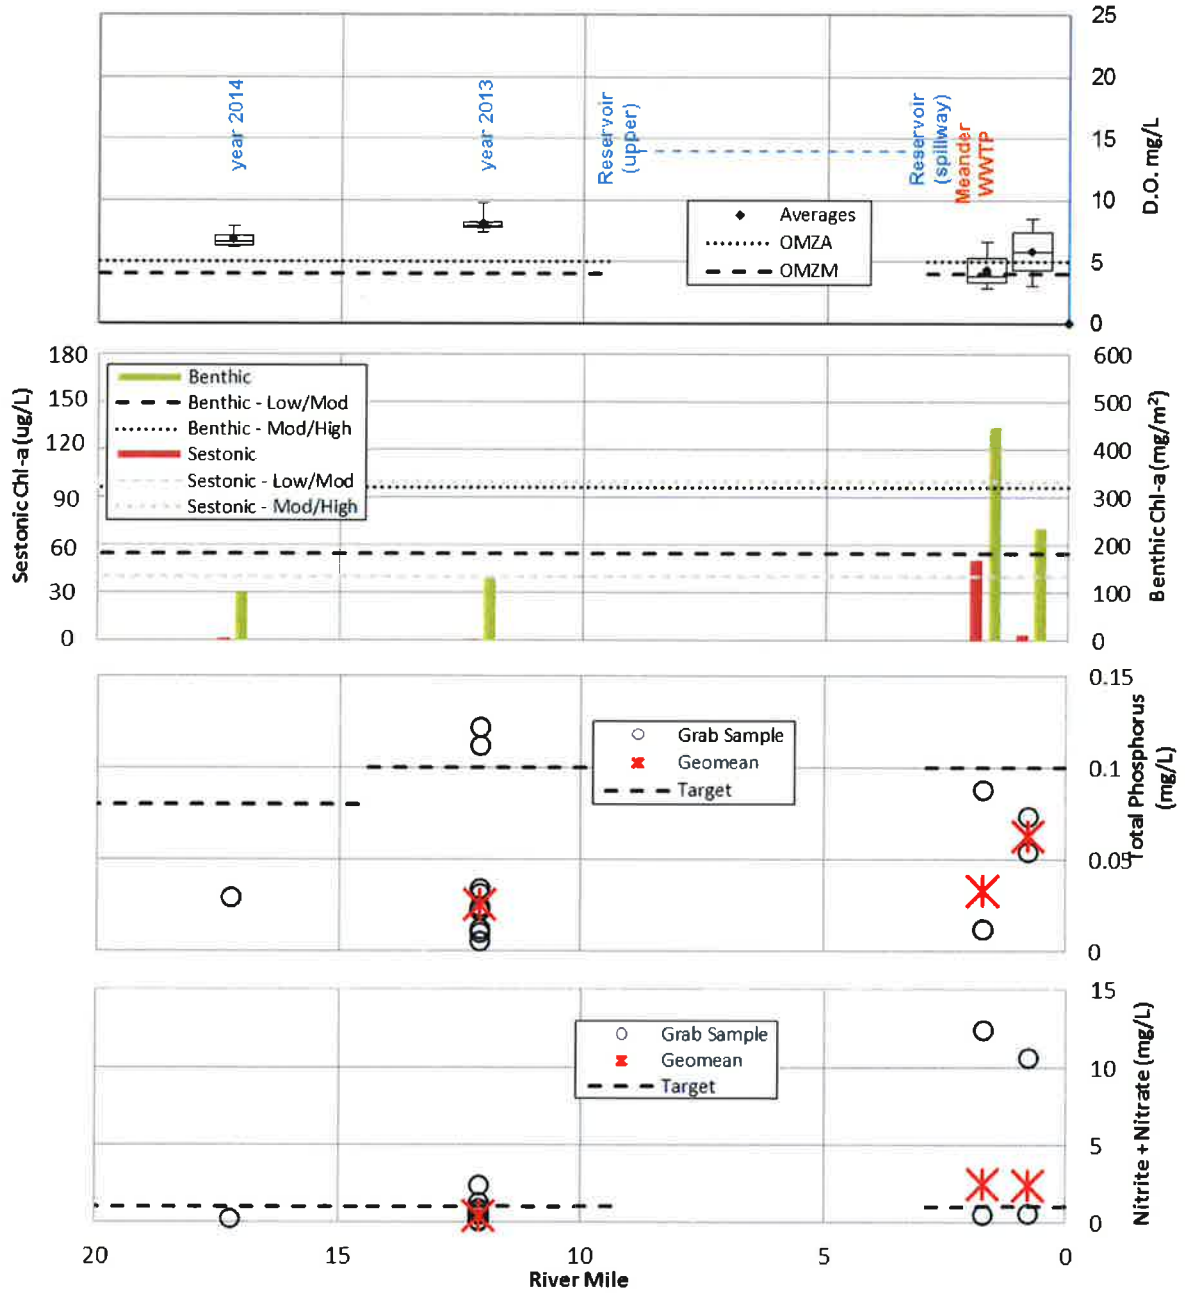 25
20
15
10
5
0
D.O. mg/L
year 2014
year 2013
Reservoir
(upper)
Reservoir
(spillway)
Meander
WWTP
Averages
OMZA
OMZM
180
150
120
90
60
30
0
Sestonic Chl-a(ug/L)
Benthic
Benthic - Low/Mod
Benthic - Mod/High
Sestonic
Sestonic - Low/Mod
Sestonic - Mod/High
600
500
400
300
200
100
0
Benthic Chl-a(mg/m²)
Grab Sample
Geomean
Target
0.15
0.1
0.05
0
Total Phosphorus
(mg/L)
Grab Sample
Geomean
Target
15
10
5
0
Nitrite + Nitrate (mg/L)
20
15
10
5
0
River Mile